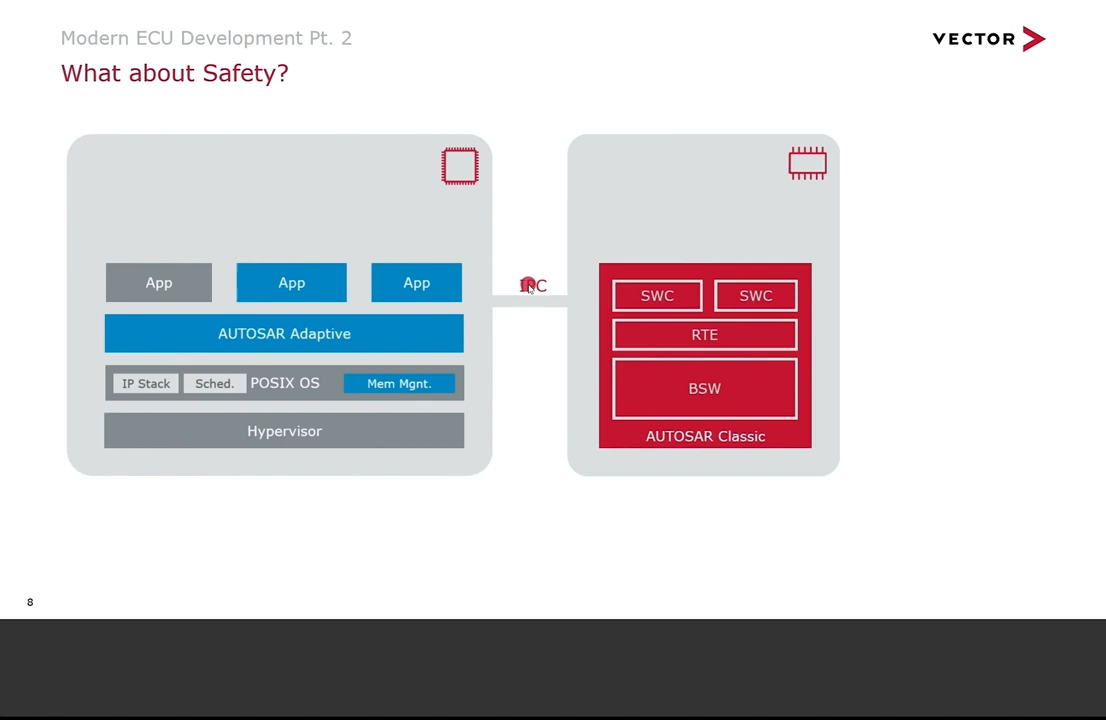 Modern ECU Development Pt. 2
VECTOR
What about Safety?
App
App
App
AUTOSAR Adaptive
IP Stack
Sched.
POSIX OS
Mem Mgnt.
Hypervisor
IPC
SWC
SWC
RTE
BSW
AUTOSAR Classic
8